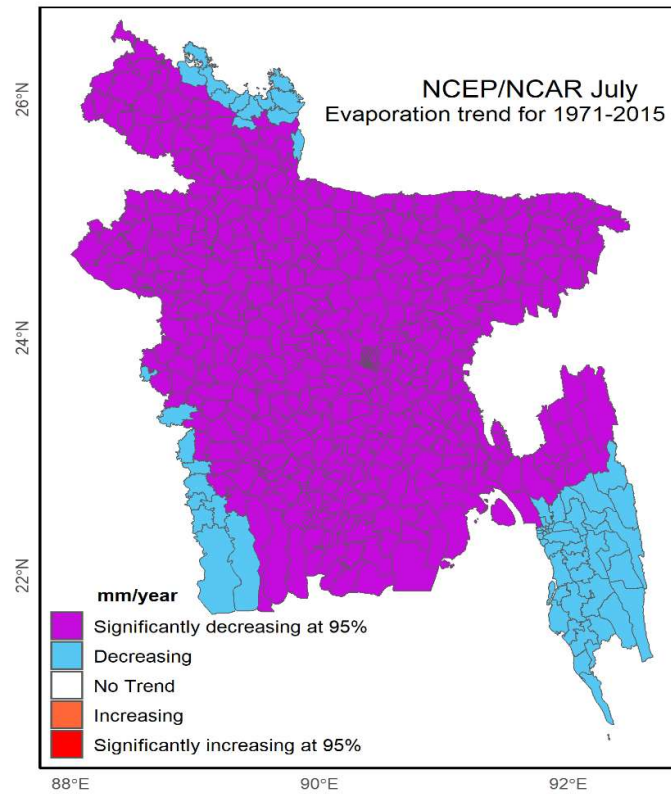 NCEP/NCAR July
Evaporation trend for 1971-2015
26°N
24°N
22°N
mm/year
Significantly decreasing at 95%
Decreasing
No Trend
Increasing
Significantly increasing at 95%
88°E 90°E 92°E